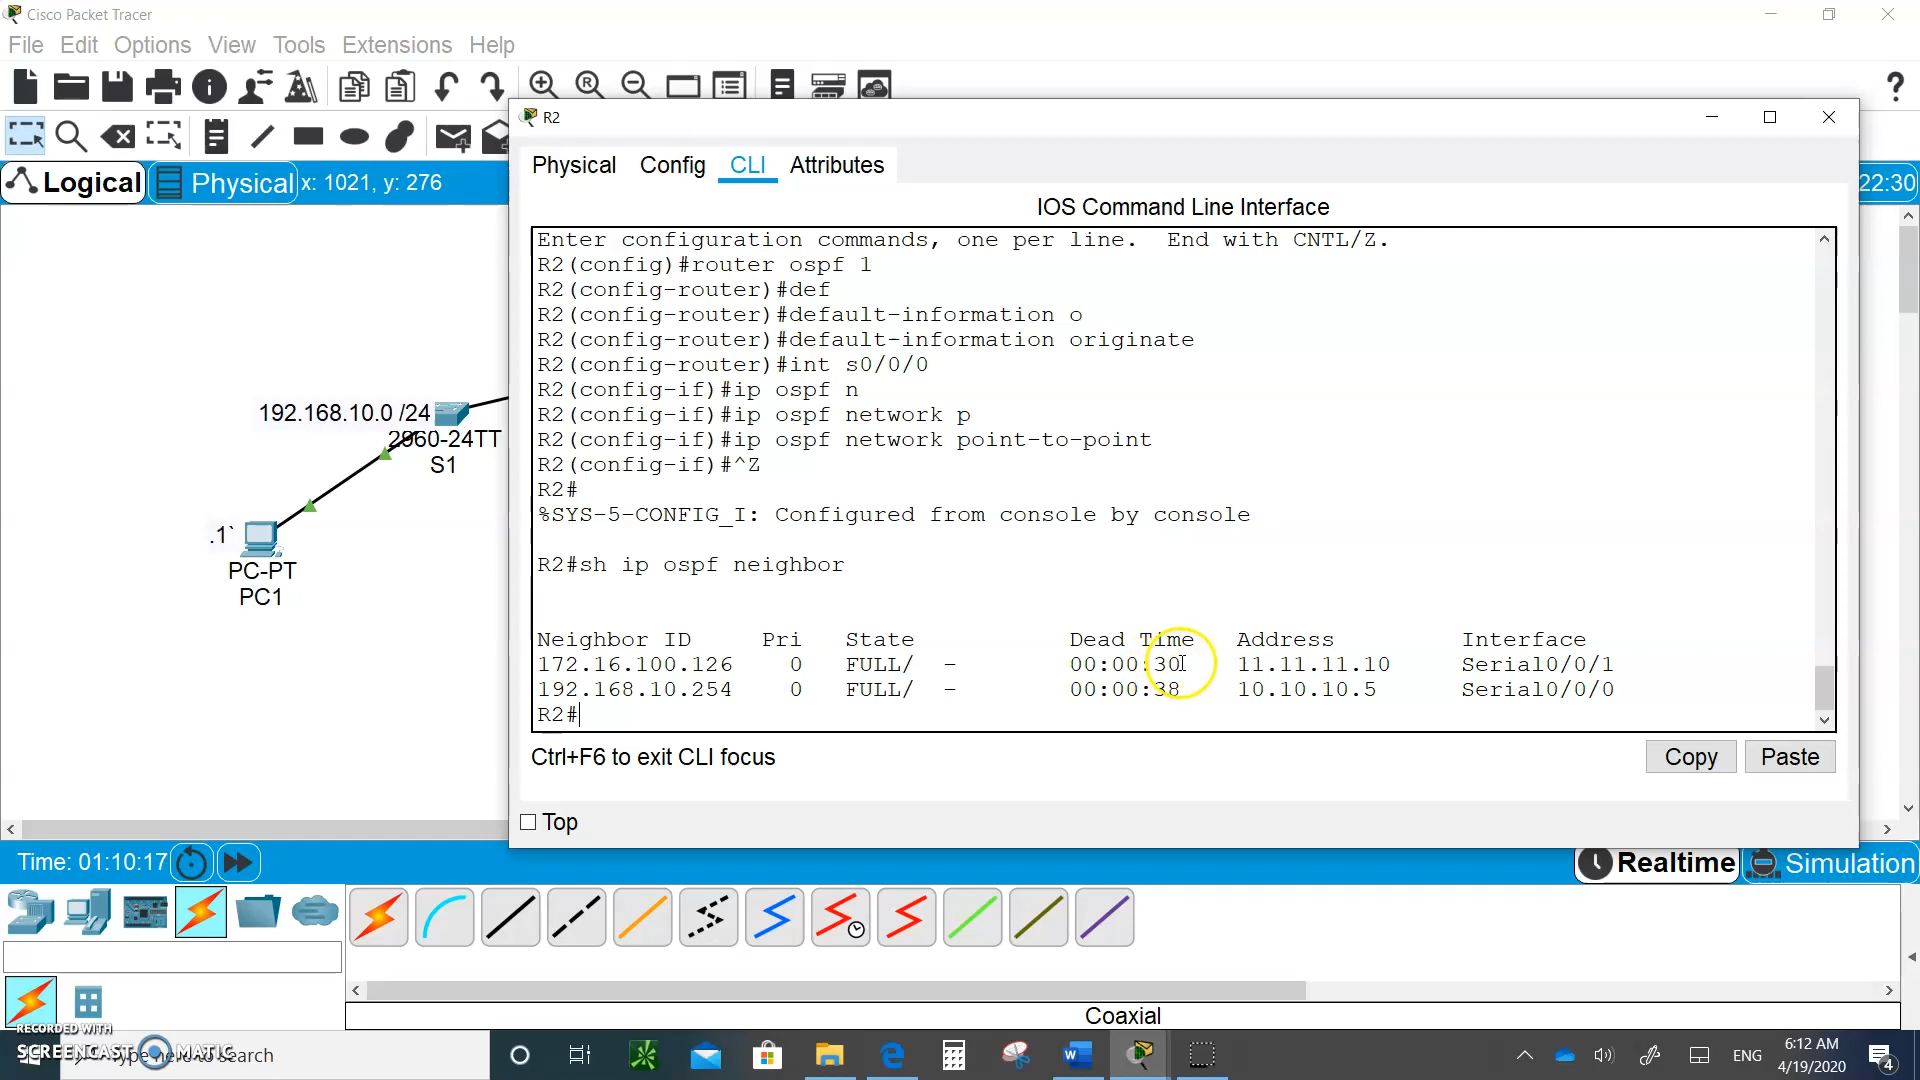 Cisco Packet Tracer
File Edit Options View Tools Extensions Help
R2
Physical Config CLI Attributes
Logical Physical x: 1021, y: 276
22:30
IOS Command Line Interface
Enter configuration commands, one per line.  End with CNTL/Z.
R2(config)#router ospf 1
R2(config-router)#def
R2(config-router)#default-information o
R2(config-router)#default-information originate
R2(config-router)#int s0/0/0
R2(config-if)#ip ospf n
R2(config-if)#ip ospf network p
R2(config-if)#ip ospf network point-to-point
R2(config-if)#^Z
R2#
%SYS-5-CONFIG_I: Configured from console by console
R2#sh ip ospf neighbor
Neighbor ID     Pri   State           Dead Time   Address         Interface
172.16.100.126    0   FULL/  -        00:00:30    11.11.11.10     Serial0/0/1
192.168.10.254    0   FULL/  -        00:00:38    10.10.10.5      Serial0/0/0
R2#
Ctrl+F6 to exit CLI focus
Copy Paste
Top
192.168.10.0 /24
2960-24TT
S1
.1`
PC-PT
PC1
Time: 01:10:17
Realtime Simulation
Coaxial
RECORDED WITH
SCREENCAST MATIC
Type here to search
ENG
6:12 AM
4/19/2020
4